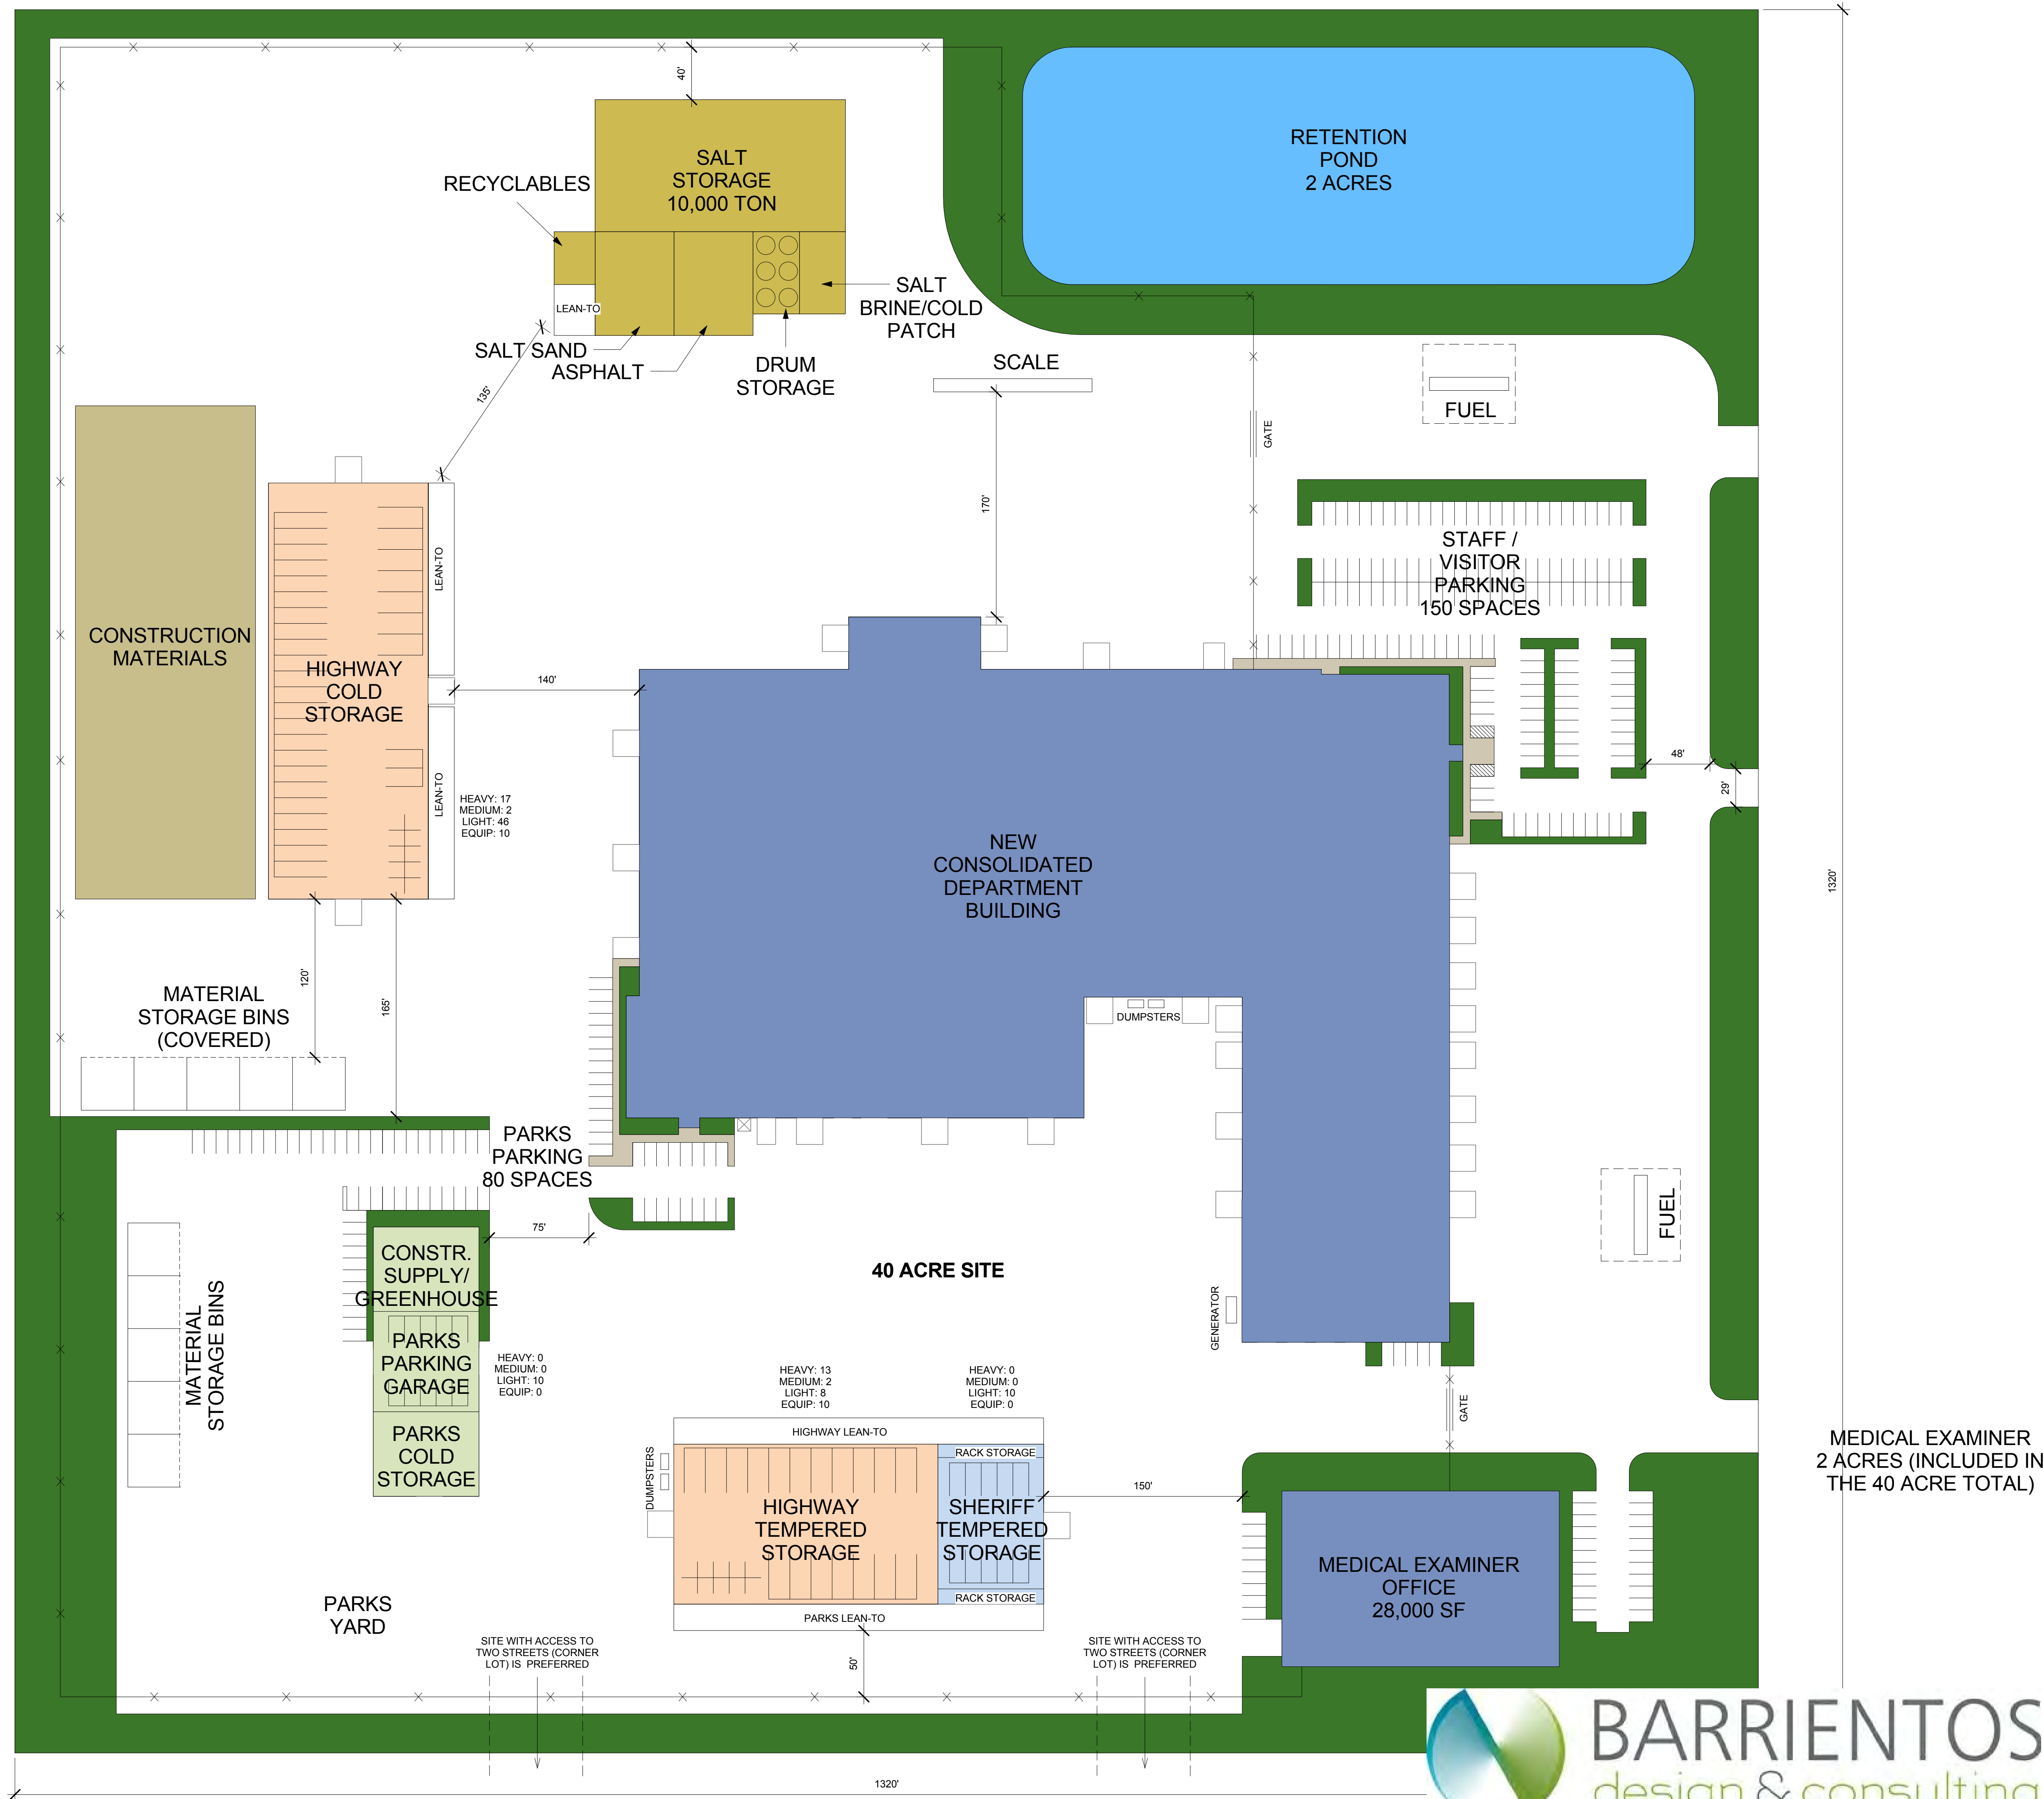 40'
RETENTION
POND
2 ACRES
SALT
STORAGE
10,000 TON
RECYCLABLES
LEAN-TO
SALT
BRINE/COLD
PATCH
SALT SAND
ASPHALT
DRUM
STORAGE
SCALE
135'
FUEL
GATE
170'
STAFF /
VISITOR
PARKING
150 SPACES
LEAN-TO
CONSTRUCTION
MATERIALS
HIGHWAY
COLD
STORAGE
140'
48'
29'
LEAN-TO
HEAVY: 17
MEDIUM: 2
LIGHT: 46
EQUIP: 10
NEW
CONSOLIDATED
DEPARTMENT
BUILDING
1320'
120'
165'
MATERIAL
STORAGE BINS
(COVERED)
DUMPSTERS
PARKS
PARKING
80 SPACES
75'
FUEL
CONSTR.
SUPPLY/
GREENHOUSE
40 ACRE SITE
MATERIAL
STORAGE BINS
PARKS
PARKING
GARAGE
HEAVY: 0
MEDIUM: 0
LIGHT: 10
EQUIP: 0
GENERATOR
HEAVY: 13
MEDIUM: 2
LIGHT: 8
EQUIP: 10
HEAVY: 0
MEDIUM: 0
LIGHT: 10
EQUIP: 0
GATE
PARKS
COLD
STORAGE
HIGHWAY LEAN-TO
RACK STORAGE
MEDICAL EXAMINER
2 ACRES (INCLUDED IN
THE 40 ACRE TOTAL)
DUMPSTERS
150'
HIGHWAY
TEMPERED
STORAGE
SHERIFF
TEMPERED
STORAGE
MEDICAL EXAMINER
OFFICE
28,000 SF
RACK STORAGE
PARKS
YARD
PARKS LEAN-TO
SITE WITH ACCESS TO
TWO STREETS (CORNER
LOT) IS PREFERRED
50'
SITE WITH ACCESS TO
TWO STREETS (CORNER
LOT) IS PREFERRED
BARRIENTOS
design & consulting
1320'